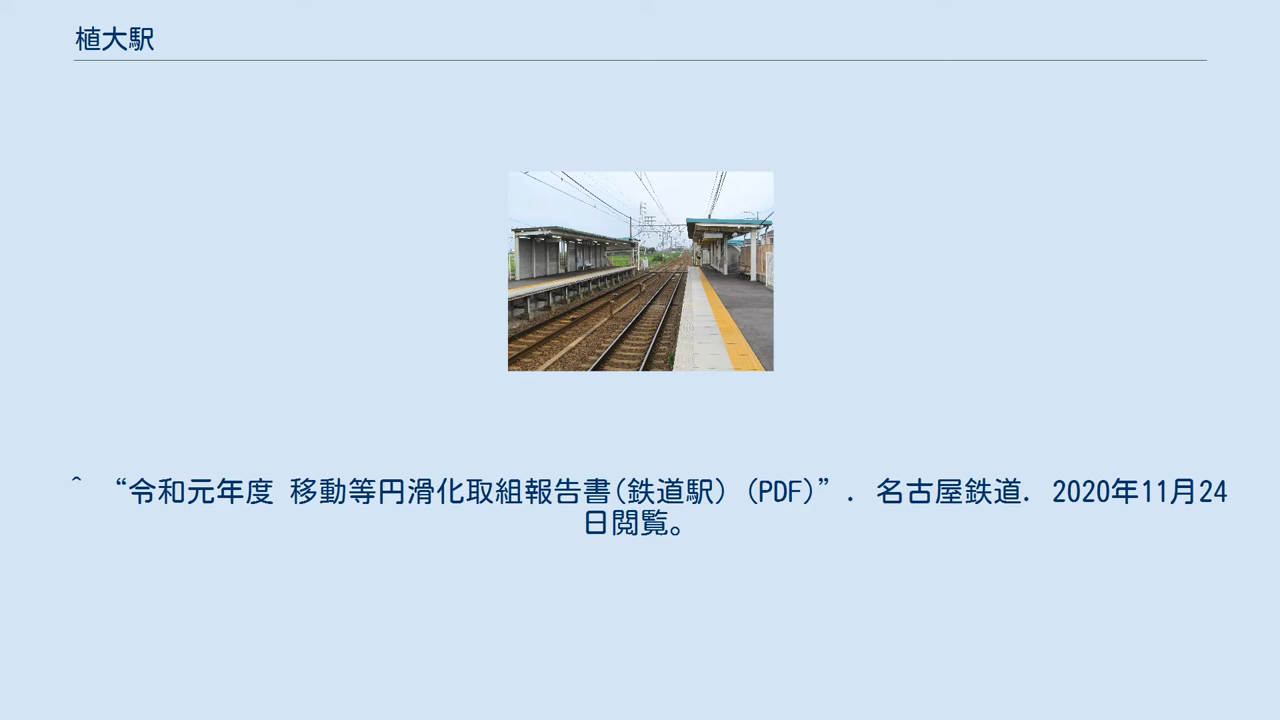 植大駅
^ “令和元年度 移動等円滑化取組報告書(鉄道駅) (PDF)”. 名古屋鉄道. 2020年11月24
日閲覧。